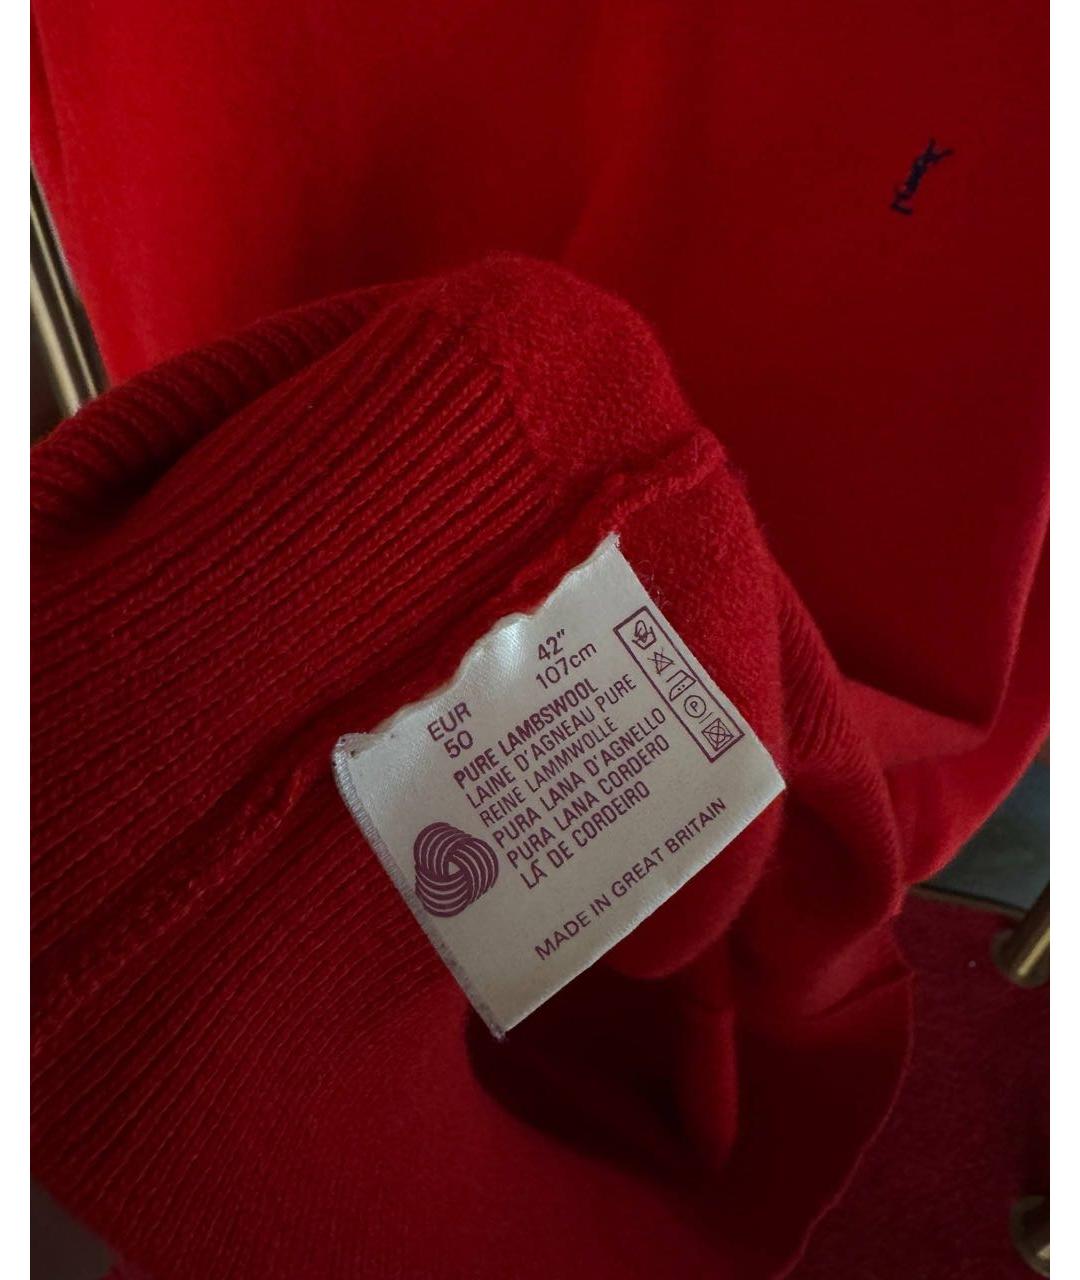 42"
107cm
EUR
50
PURE LAMBSWOOL
LAINE D'AGNEAU PURE
REINE LAMMWOLLE
PURA LANA D'AGNELLO
PURA LANA CORDERO
LÃ DE CORDEIRO
MADE IN GREAT BRITAIN
P